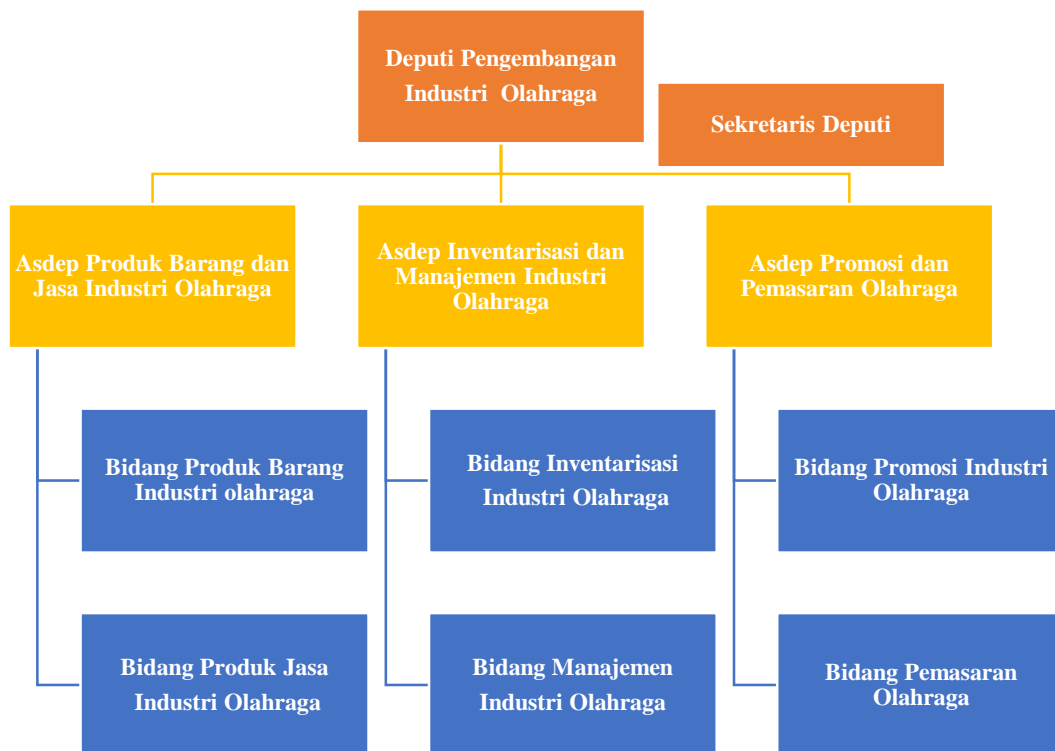 Deputi Pengembangan
Industri Olahraga
Sekretaris Deputi
Asdep Produk Barang dan
Jasa Industri Olahraga
Asdep Inventarisasi dan
Manajemen Industri
Olahraga
Asdep Promosi dan
Pemasaran Olahraga
Bidang Produk Barang
Industri olahraga
Bidang Inventarisasi
Industri Olahraga
Bidang Promosi Industri
Olahraga
Bidang Produk Jasa
Industri Olahraga
Bidang Manajemen
Industri Olahraga
Bidang Pemasaran
Olahraga